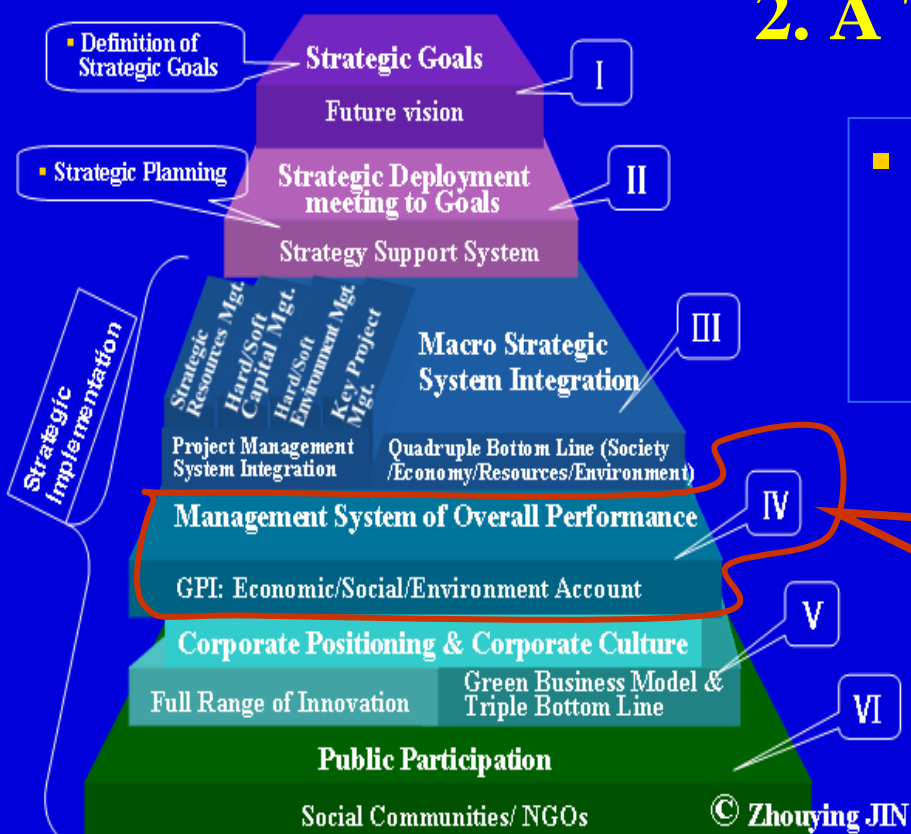 2. A
▪ Definition of
Strategic Goals
Strategic Goals
I
Future vision
▪ Strategic Planning
Strategic Deployment
meeting to Goals
II
Strategy Support System
Strategic
Implementation
Strategic
Resources Mgt.
Hard/Soft
Capital Mgt.
Hard/Soft
Environment Mgt.
Key Project
Mgt.
Macro Strategic
System Integration
III
Project Management
System Integration
Quadruple Bottom Line (Society
/Economy/Resources/Environment)
Management System of Overall Performance
IV
GPI: Economic/Social/Environment Account
Corporate Positioning & Corporate Culture
V
Full Range of Innovation
Green Business Model &
Triple Bottom Line
VI
Public Participation
Social Communities/ NGOs
© Zhouying JIN